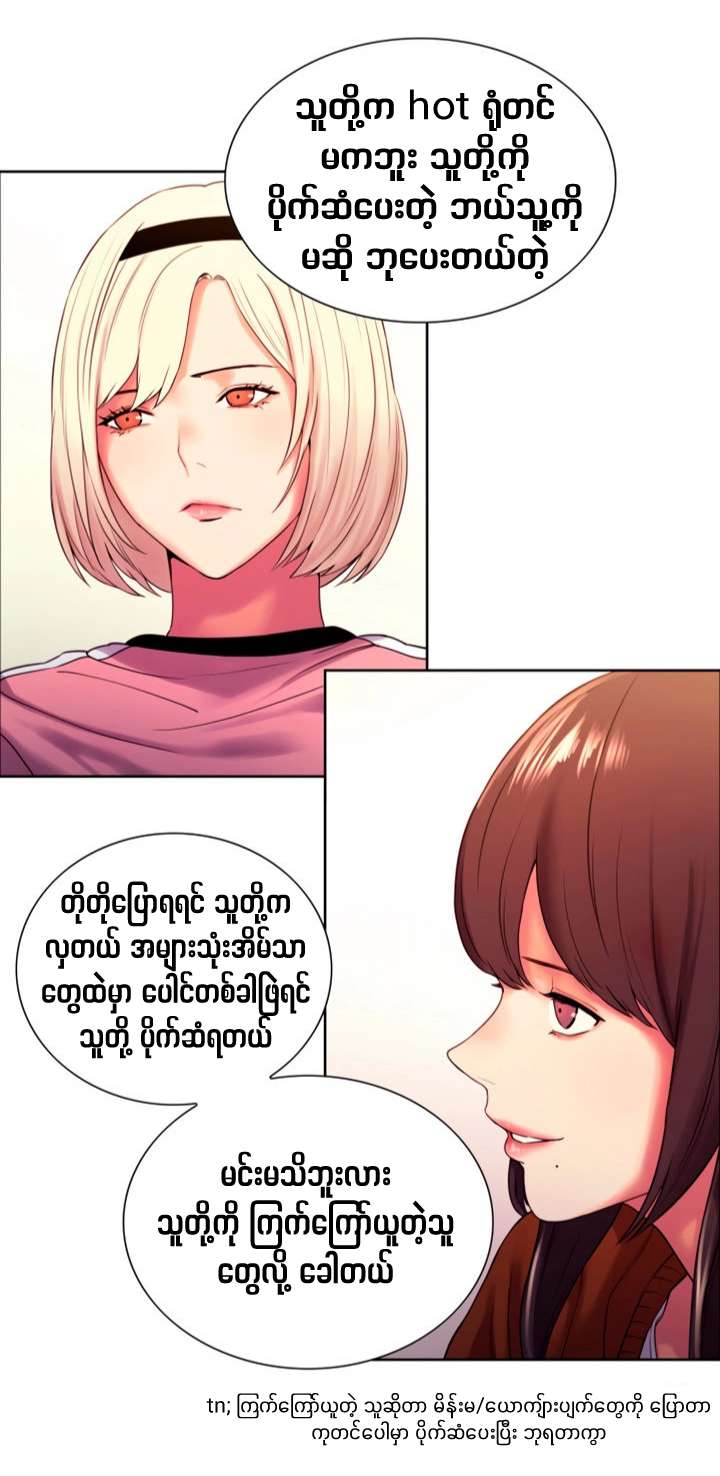 သူတို့က hot ရုံတင်
မကဘူး သူတို့ကို
ပိုက်ဆံပေးတဲ့ ဘယ်သူ့ကို
မဆို ဘုပေးတယ်တဲ့
တိုတိုပြောရရင် သူတို့က
လှတယ် အများသုံးအိမ်သာ
တွေထဲမှာ ပေါင်တစ်ခါဖြဲရင်
သူတို့ ပိုက်ဆံရတယ်
မင်းမသိဘူးလား
သူတို့ကို ကြက်ကြော်ယူတဲ့သူ
တွေလို့ ခေါတယ်
tn; ကြက်ကြော်ယူတဲ့ သူဆိုတာ မိန်းမ/ယောကျ်ားပျက်တွေကို ပြောတာ
ကုတင်ပေါ်မှာ ပိုက်ဆံပေးပြီး ဘုရတာကွာ